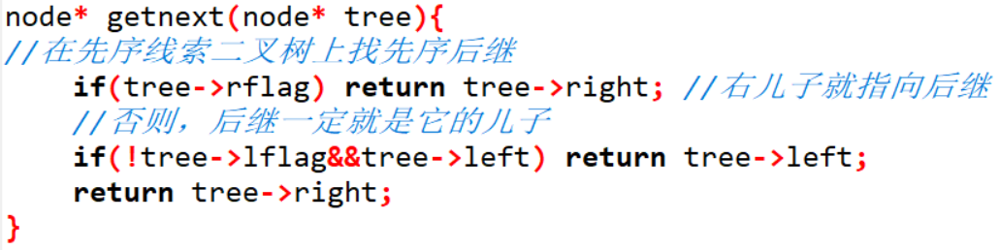 node* getnext(node* tree){
//在先序线索二叉树上找先序后继
if(tree->rflag) return tree->right; //右儿子就指向后继
//否则，后继一定就是它的儿子
if(!tree->lflag&&tree->left) return tree->left;
return tree->right;
}